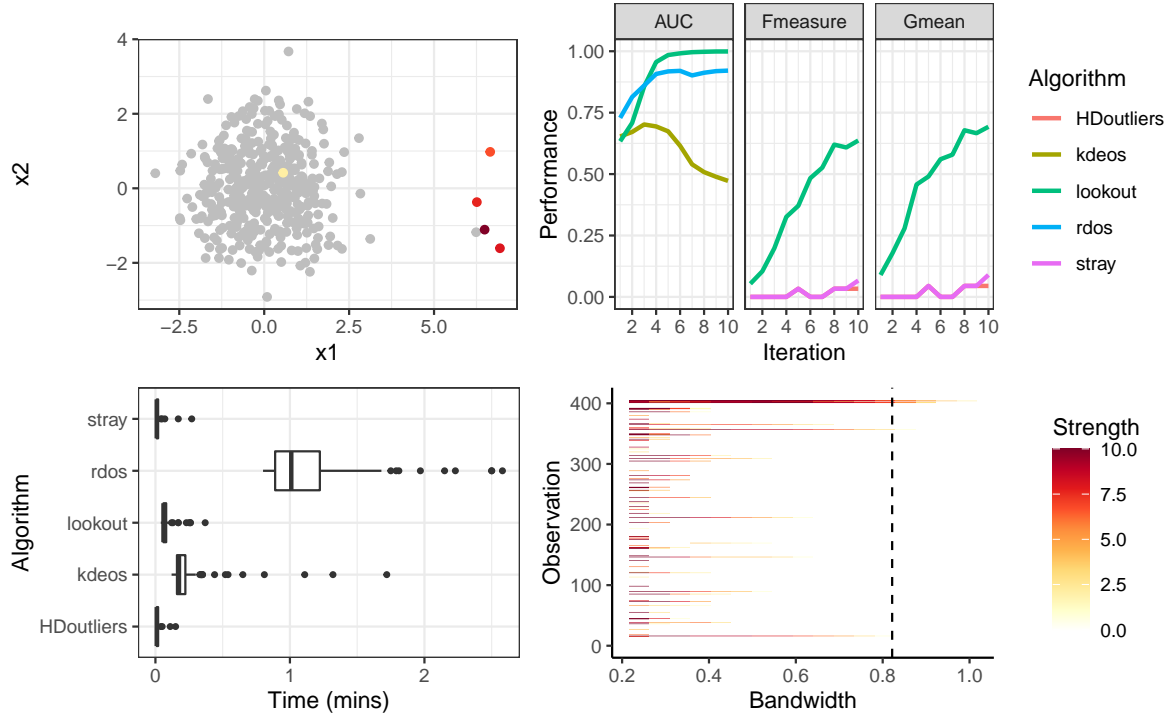 x2
4
2
0
−2
−2.5
0.0
2.5
5.0
x1
AUC
Fmeasure
Gmean
Performance
1.00
0.75
0.50
0.25
0.00
2 4 6 8 10
2 4 6 8 10
2 4 6 8 10
Iteration
Algorithm
HDoutliers
kdeos
lookout
rdos
stray
Algorithm
stray
rdos
lookout
kdeos
HDoutliers
0
1
2
Time (mins)
Observation
400
300
200
100
0
0.2
0.4
0.6
0.8
1.0
Bandwidth
Strength
10.0
7.5
5.0
2.5
0.0